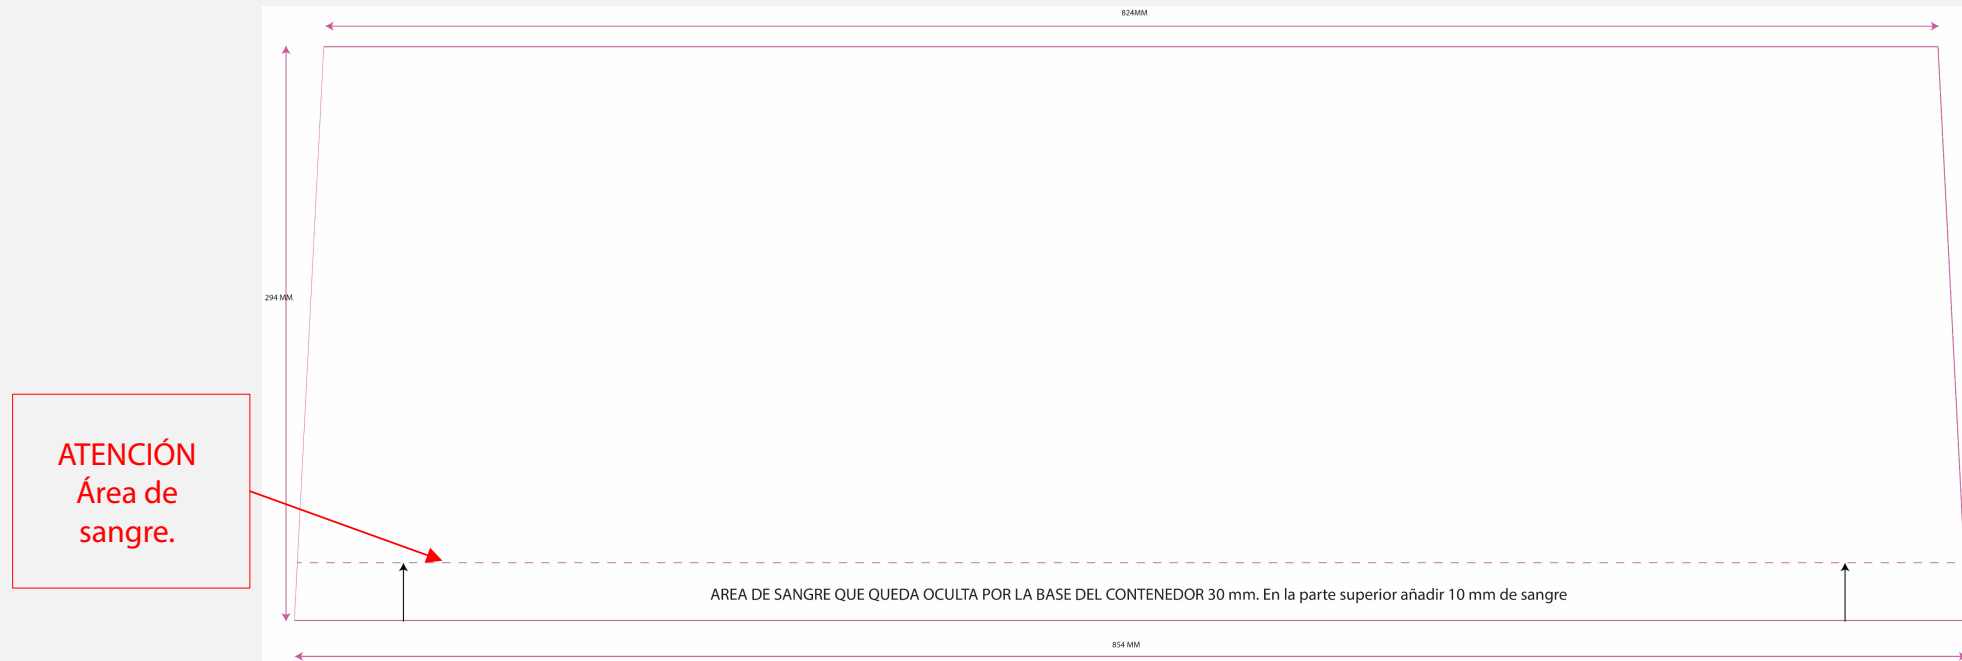 824MM
294 MM
ATENCIÓN
Área de
sangre.
AREA DE SANGRE QUE QUEDA OCULTA POR LA BASE DEL CONTENEDOR 30 mm. En la parte superior añadir 10 mm de sangre
854 MM